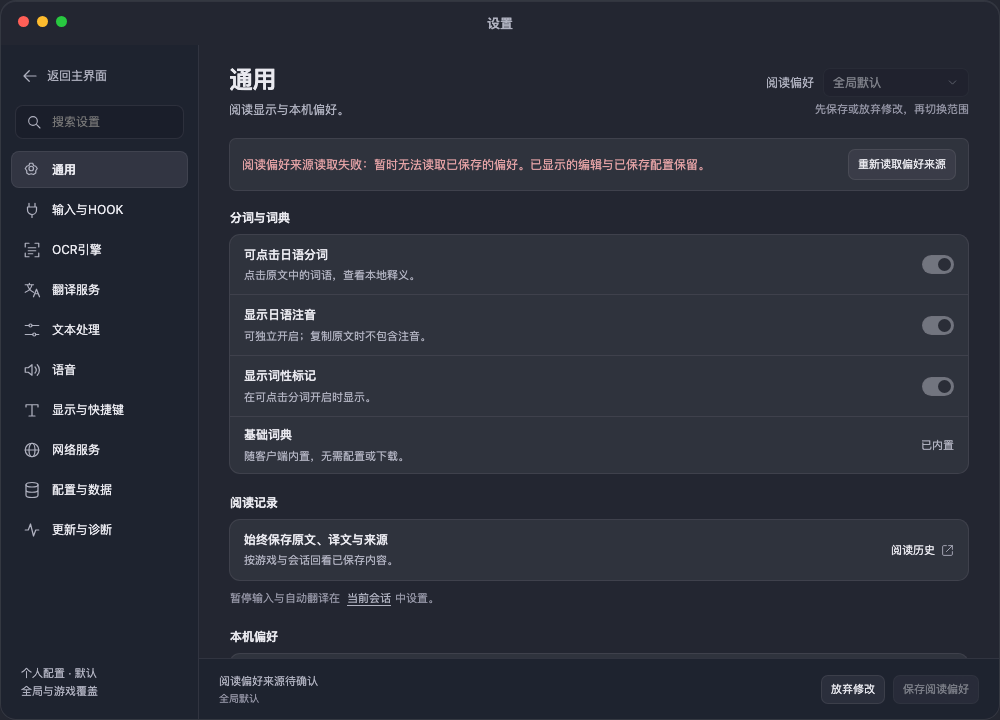 设置
返回主界面
搜索设置
通用
输入与HOOK
OCR引擎
翻译服务
文本处理
语音
显示与快捷键
网络服务
配置与数据
更新与诊断
个人配置 · 默认
全局与游戏覆盖
通用
阅读显示与本机偏好。
阅读偏好 全局默认
先保存或放弃修改，再切换范围
阅读偏好来源读取失败：暂时无法读取已保存的偏好。已显示的编辑与已保存配置保留。
重新读取偏好来源
分词与词典
可点击日语分词
点击原文中的词语，查看本地释义。
显示日语注音
可独立开启；复制原文时不包含注音。
显示词性标记
在可点击分词开启时显示。
基础词典
随客户端内置，无需配置或下载。
已内置
阅读记录
始终保存原文、译文与来源
按游戏与会话回看已保存内容。
阅读历史
暂停输入与自动翻译在 当前会话 中设置。
本机偏好
阅读偏好来源待确认
全局默认
放弃修改
保存阅读偏好